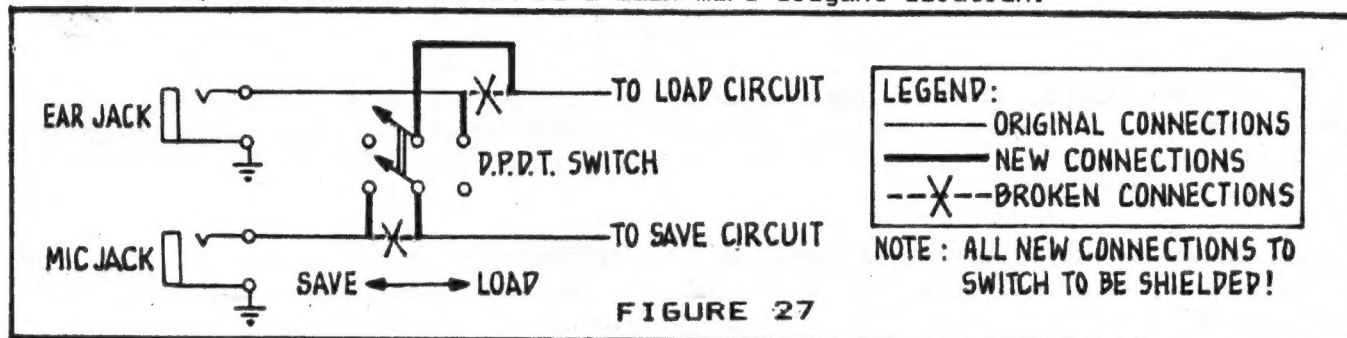 EAR JACK
TO LOAD CIRCUIT
D.P.D.T. SWITCH
MIC JACK
TO SAVE CIRCUIT
SAVE LOAD
FIGURE 27
LEGEND:
ORIGINAL CONNECTIONS
NEW CONNECTIONS
--X--BROKEN CONNECTIONS
NOTE: ALL NEW CONNECTIONS TO
SWITCH TO BE SHIELDED!